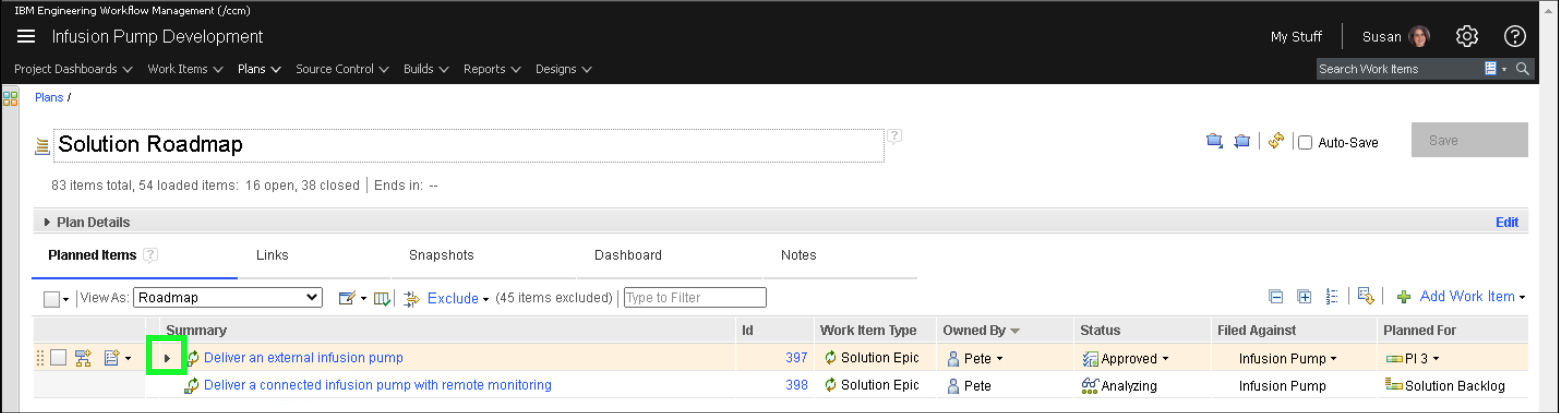 IBM Engineering Workflow Management (/ccm)
Infusion Pump Development
My Stuff
Susan
Project Dashboards Work Items Plans Source Control Builds Reports Designs
Search Work Items
Plans /
Solution Roadmap
?
Auto-Save
Save
83 items total, 54 loaded items: 16 open, 38 closed | Ends in: --
Plan Details
Edit
Planned Items ? Links Snapshots Dashboard Notes
View As: Roadmap
Exclude (45 items excluded) Type to Filter
Add Work Item
Summary Id Work Item Type Owned By Status Filed Against Planned For
Deliver an external infusion pump 397 Solution Epic Pete Approved Infusion Pump PI 3
Deliver a connected infusion pump with remote monitoring 398 Solution Epic Pete Analyzing Infusion Pump Solution Backlog